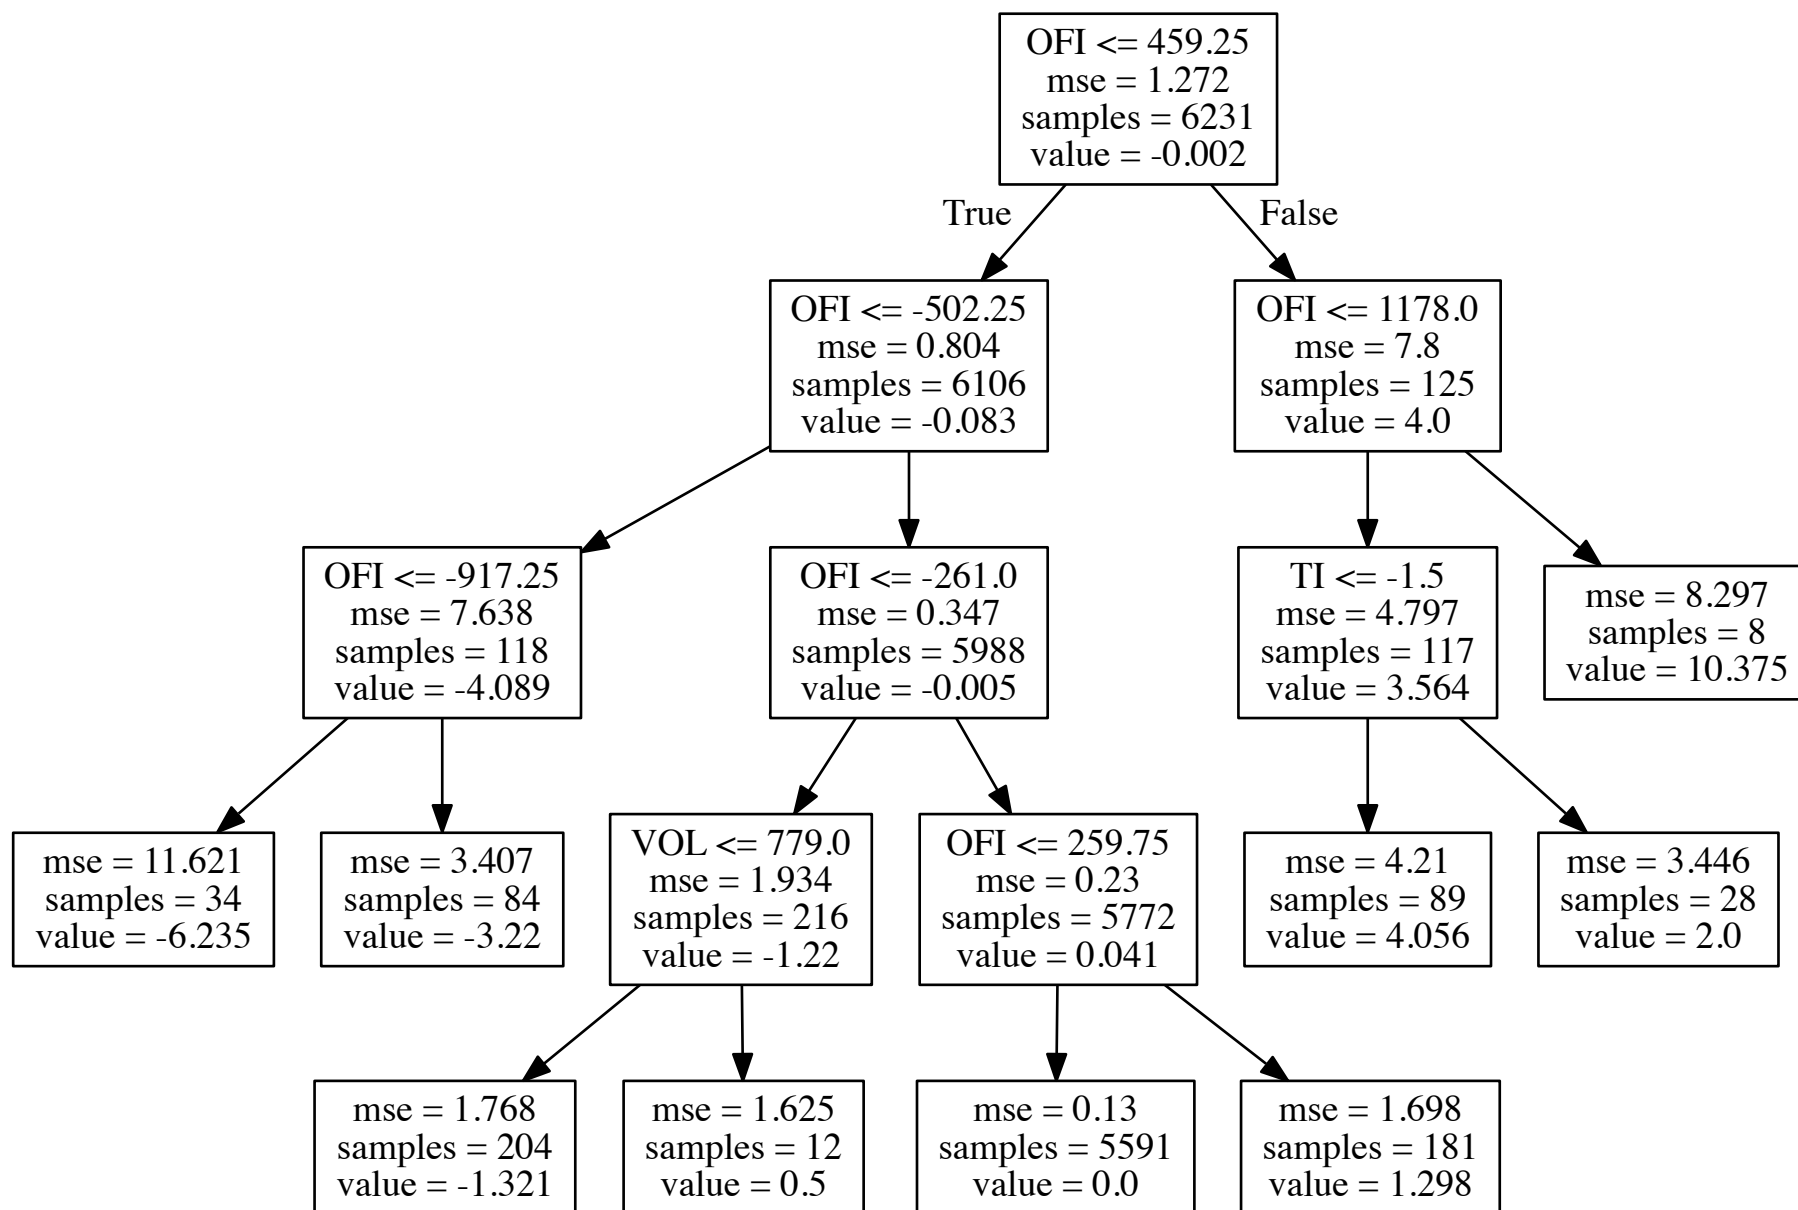 OFI <= 459.25
mse = 1.272
samples = 6231
value = -0.002
True
False
OFI <= -502.25
mse = 0.804
samples = 6106
value = -0.083
OFI <= 1178.0
mse = 7.8
samples = 125
value = 4.0
OFI <= -917.25
mse = 7.638
samples = 118
value = -4.089
OFI <= -261.0
mse = 0.347
samples = 5988
value = -0.005
TI <= -1.5
mse = 4.797
samples = 117
value = 3.564
mse = 8.297
samples = 8
value = 10.375
mse = 11.621
samples = 34
value = -6.235
mse = 3.407
samples = 84
value = -3.22
VOL <= 779.0
mse = 1.934
samples = 216
value = -1.22
OFI <= 259.75
mse = 0.23
samples = 5772
value = 0.041
mse = 4.21
samples = 89
value = 4.056
mse = 3.446
samples = 28
value = 2.0
mse = 1.768
samples = 204
value = -1.321
mse = 1.625
samples = 12
value = 0.5
mse = 0.13
samples = 5591
value = 0.0
mse = 1.698
samples = 181
value = 1.298